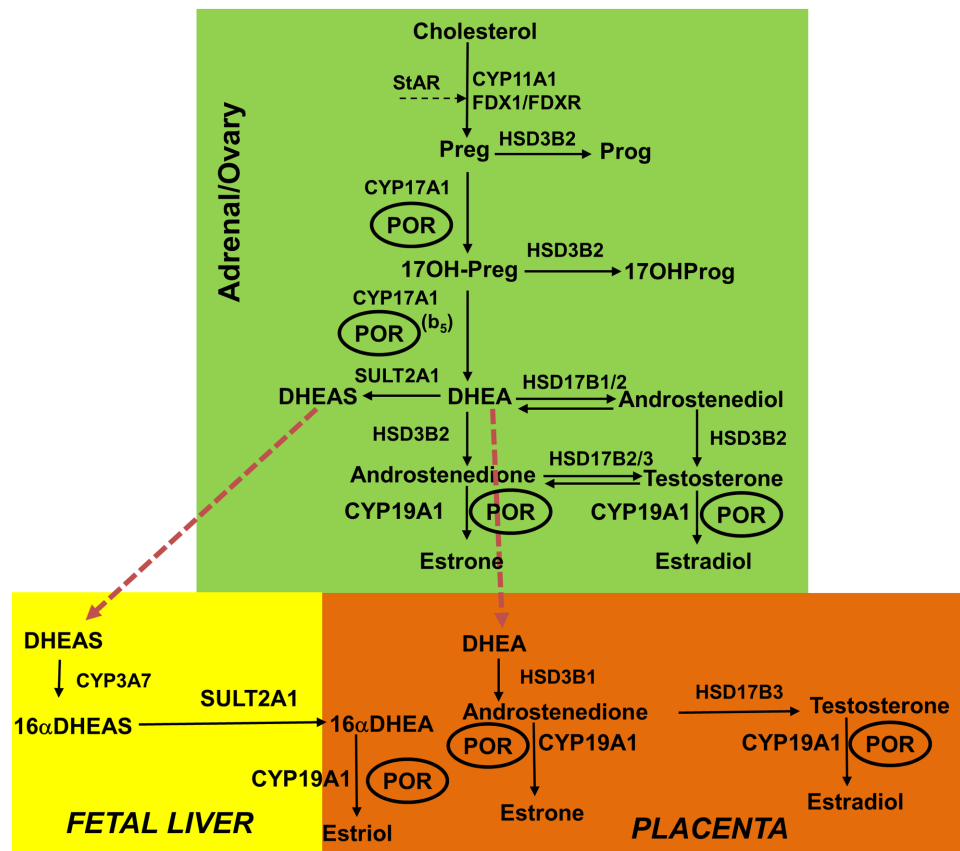 Cholesterol
StAR
CYP11A1
FDX1/FDXR
Adrenal/Ovary
Preg
HSD3B2
Prog
CYP17A1
POR
17OH-Preg
HSD3B2
17OHProg
CYP17A1
POR
(b₅)
SULT2A1
DHEAS
DHEA
HSD17B1/2
Androstenediol
HSD3B2
HSD3B2
Androstenedione
HSD17B2/3
Testosterone
CYP19A1
POR
CYP19A1
POR
Estrone
Estradiol
DHEAS
CYP3A7
16αDHEAS
SULT2A1
16αDHEA
CYP19A1
POR
Estriol
FETAL LIVER
DHEA
HSD3B1
Androstenedione
HSD17B3
Testosterone
POR
CYP19A1
CYP19A1
POR
Estrone
Estradiol
PLACENTA